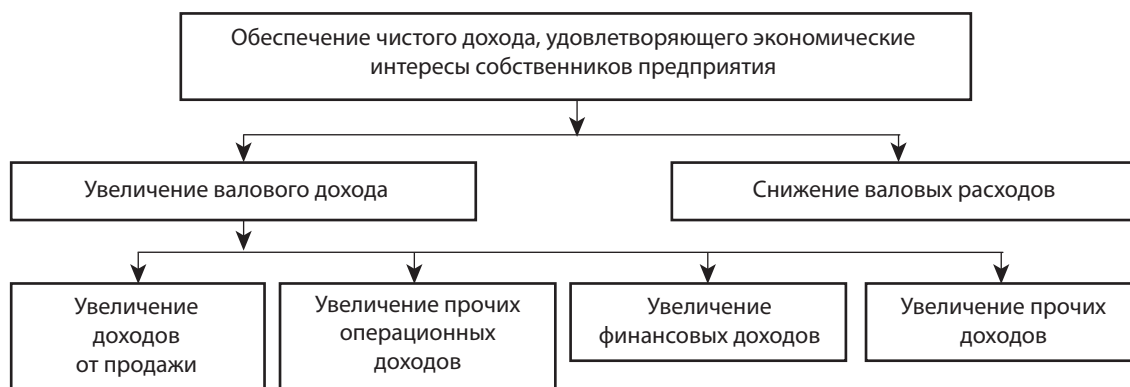 Обеспечение чистого дохода, удовлетворяющего экономические
интересы собственников предприятия
Увеличение валового дохода
Снижение валовых расходов
Увеличение
доходов
от продажи
Увеличение прочих
операционных
доходов
Увеличение
финансовых доходов
Увеличение прочих
доходов